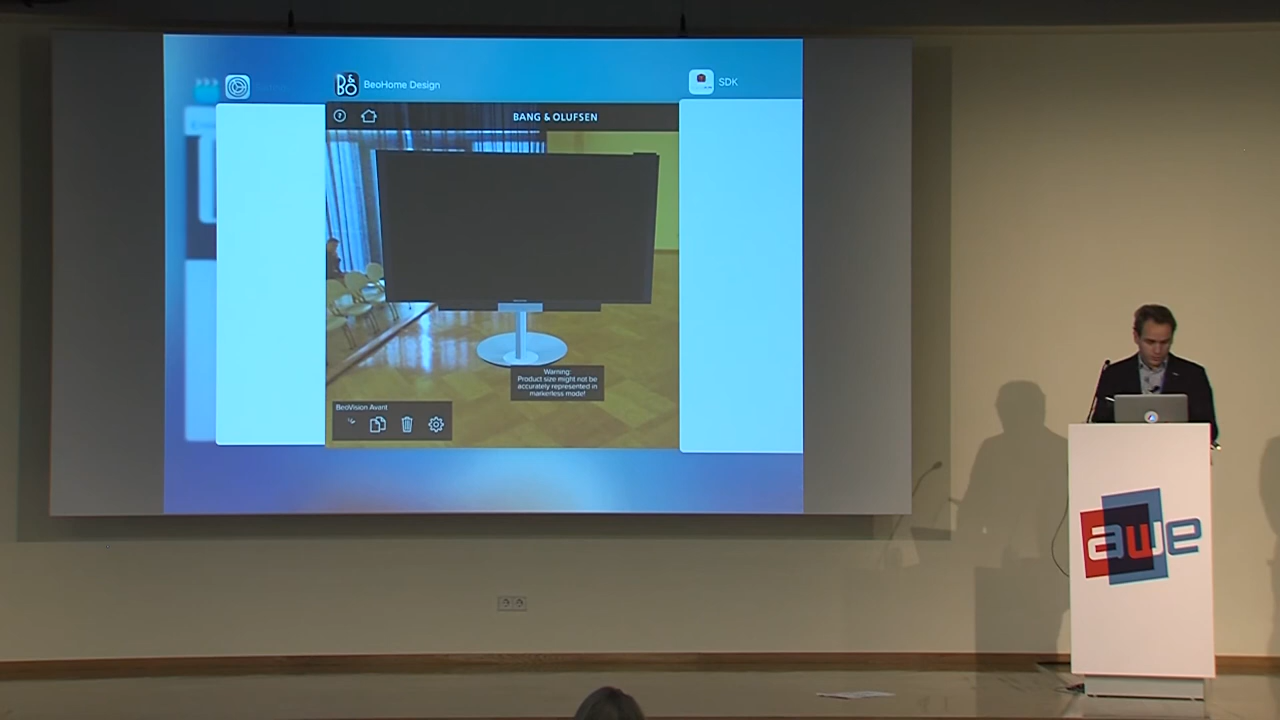 B&O
BeoHome Design
SDK
BANG & OLUFSEN
Warning:
Product size might not be
accurately represented in
markerless mode!
BeoVision Avant
awe